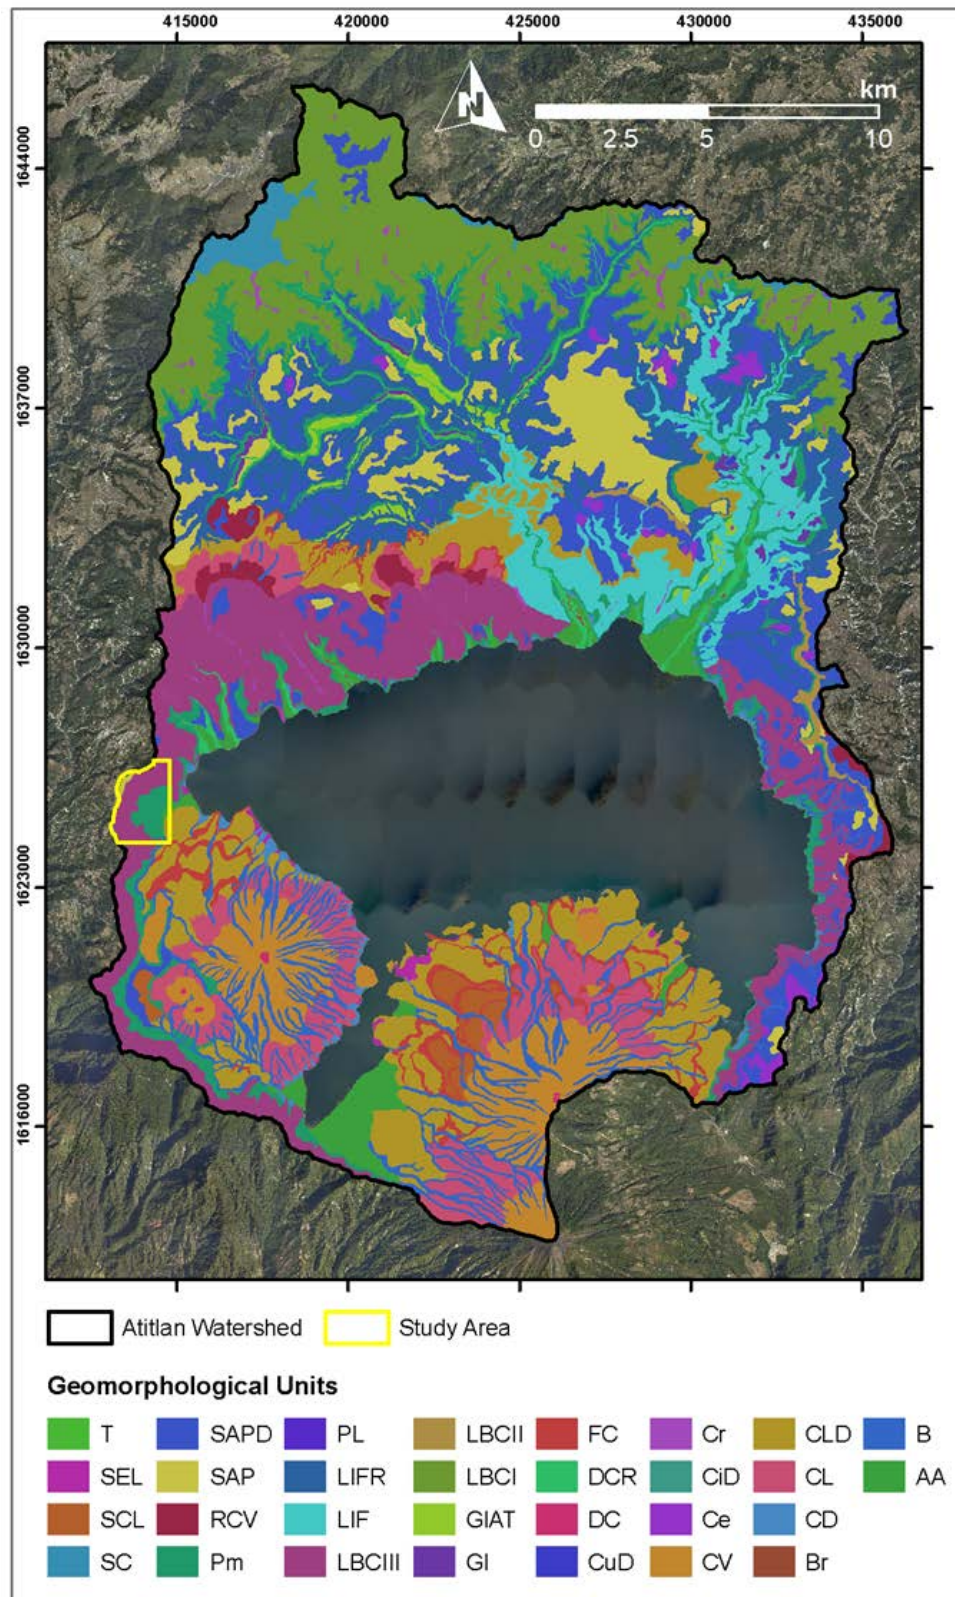 415000 420000 425000 430000 435000
km
N
0 2.5 5 10
1644000
1637000
1630000
1623000
1616000
Atitlan Watershed Study Area
Geomorphological Units
T SAPD PL LBCII FC Cr CLD B
SEL SAP LIFR LBCI DCR CiD CL AA
SCL RCV LIF GIAT DC Ce CD
SC Pm LBCIII GI CuD CV Br